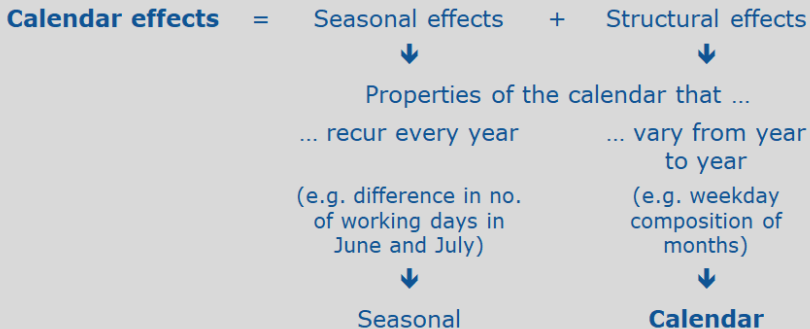 Calendar effects = Seasonal effects + Structural effects
Properties of the calendar that ...
... recur every year ... vary from year
to year
(e.g. difference in no. (e.g. weekday
of working days in composition of
June and July) months)
Seasonal Calendar